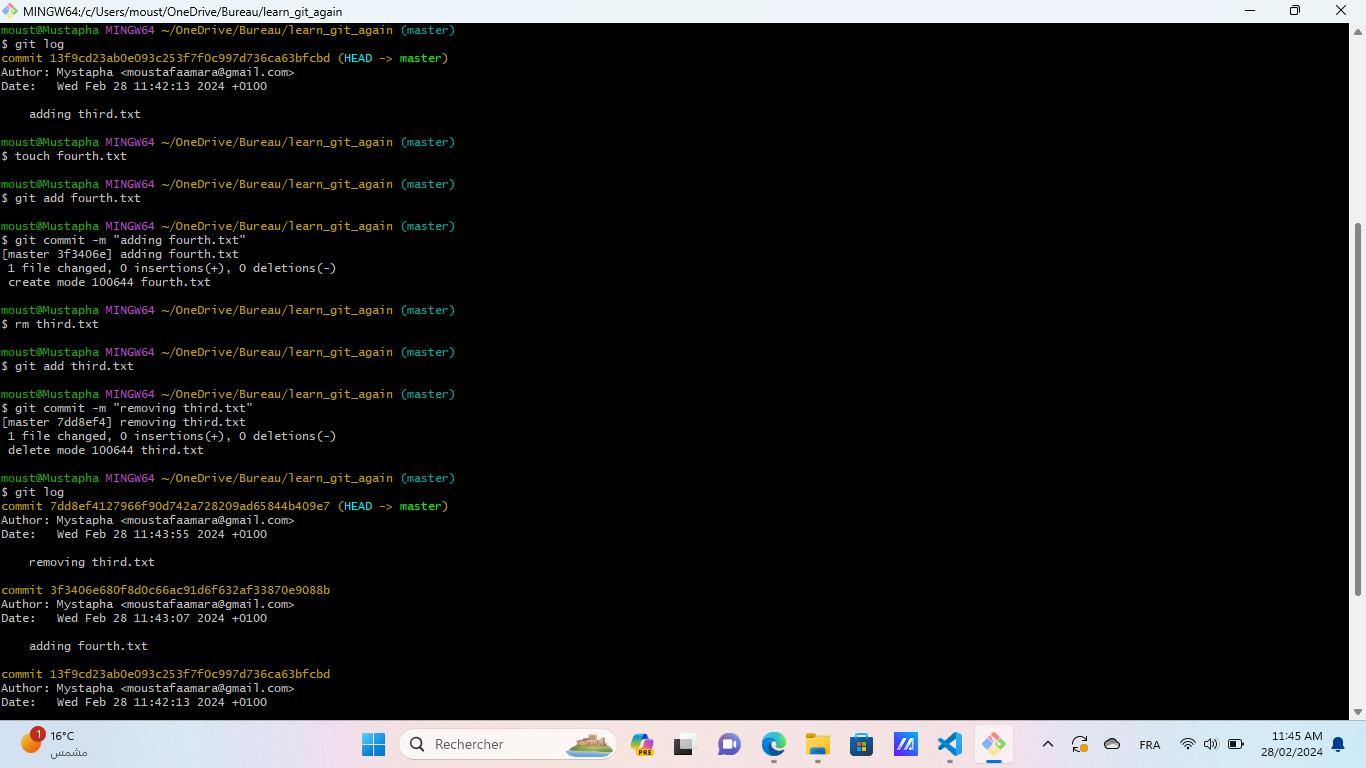 MINGW64:/c/Users/moust/OneDrive/Bureau/learn_git_again
moust@Mustapha MINGW64 ~/OneDrive/Bureau/learn_git_again (master)
$ git log
commit 13f9cd23ab0e093c253f7f0c997d736ca63bfcbd (HEAD -> master)
Author: Mystapha <moustafaamara@gmail.com>
Date:   Wed Feb 28 11:42:13 2024 +0100
    adding third.txt
moust@Mustapha MINGW64 ~/OneDrive/Bureau/learn_git_again (master)
$ touch fourth.txt
moust@Mustapha MINGW64 ~/OneDrive/Bureau/learn_git_again (master)
$ git add fourth.txt
moust@Mustapha MINGW64 ~/OneDrive/Bureau/learn_git_again (master)
$ git commit -m "adding fourth.txt"
[master 3f3406e] adding fourth.txt
 1 file changed, 0 insertions(+), 0 deletions(-)
 create mode 100644 fourth.txt
moust@Mustapha MINGW64 ~/OneDrive/Bureau/learn_git_again (master)
$ rm third.txt
moust@Mustapha MINGW64 ~/OneDrive/Bureau/learn_git_again (master)
$ git add third.txt
moust@Mustapha MINGW64 ~/OneDrive/Bureau/learn_git_again (master)
$ git commit -m "removing third.txt"
[master 7dd8ef4] removing third.txt
 1 file changed, 0 insertions(+), 0 deletions(-)
 delete mode 100644 third.txt
moust@Mustapha MINGW64 ~/OneDrive/Bureau/learn_git_again (master)
$ git log
commit 7dd8ef4127966f90d742a728209ad65844b409e7 (HEAD -> master)
Author: Mystapha <moustafaamara@gmail.com>
Date:   Wed Feb 28 11:43:55 2024 +0100
    removing third.txt
commit 3f3406e680f8d0c66ac91d6f632af33870e9088b
Author: Mystapha <moustafaamara@gmail.com>
Date:   Wed Feb 28 11:43:07 2024 +0100
    adding fourth.txt
commit 13f9cd23ab0e093c253f7f0c997d736ca63bfcbd
Author: Mystapha <moustafaamara@gmail.com>
Date:   Wed Feb 28 11:42:13 2024 +0100
1
16°C
مشمس
Rechercher
PRE
FRA
11:45 AM
28/02/2024